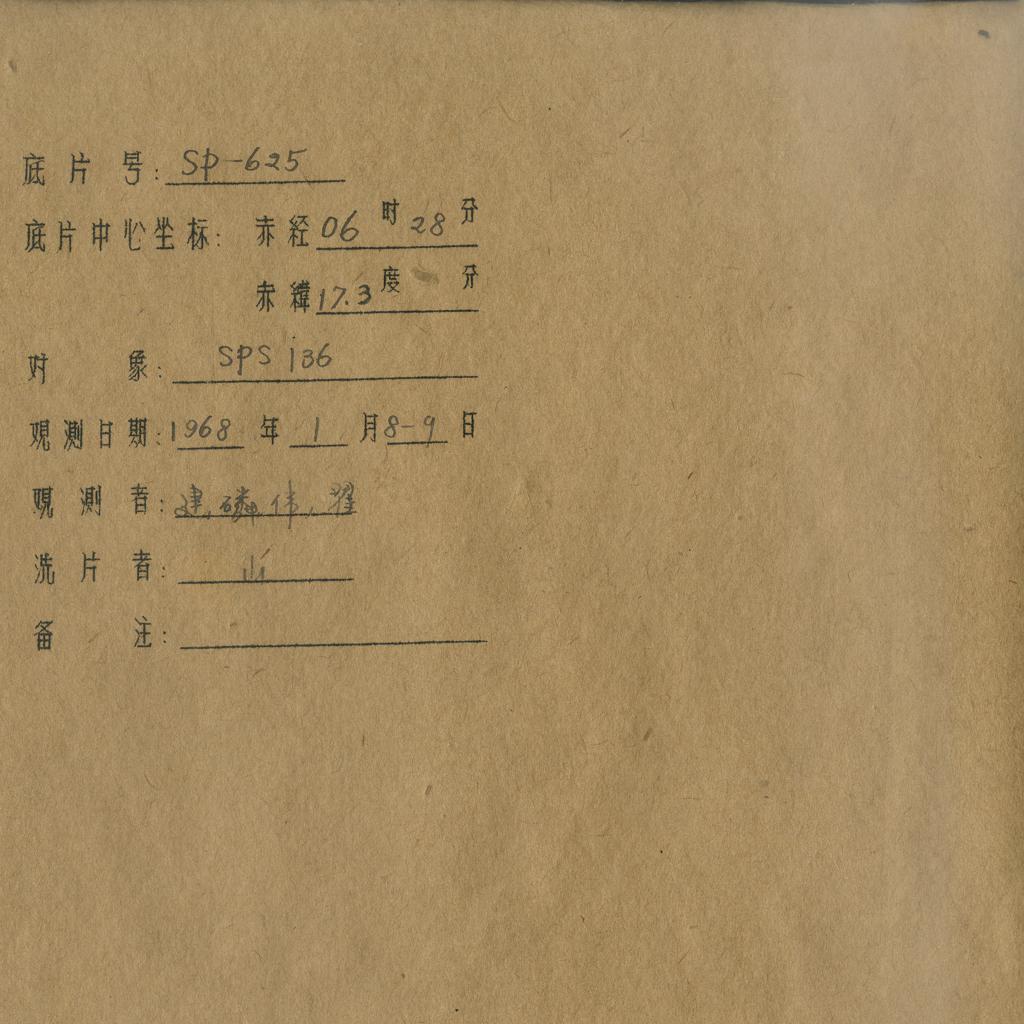 底片号: SP-625
底片中心坐标: 赤経 06 时 28 分
赤緯 17.3 度 分
对象: SPS 136
观测日期: 1968 年 1 月 8-9 日
观测者: 建,磷,伟,翟
洗片者: 山
备注: